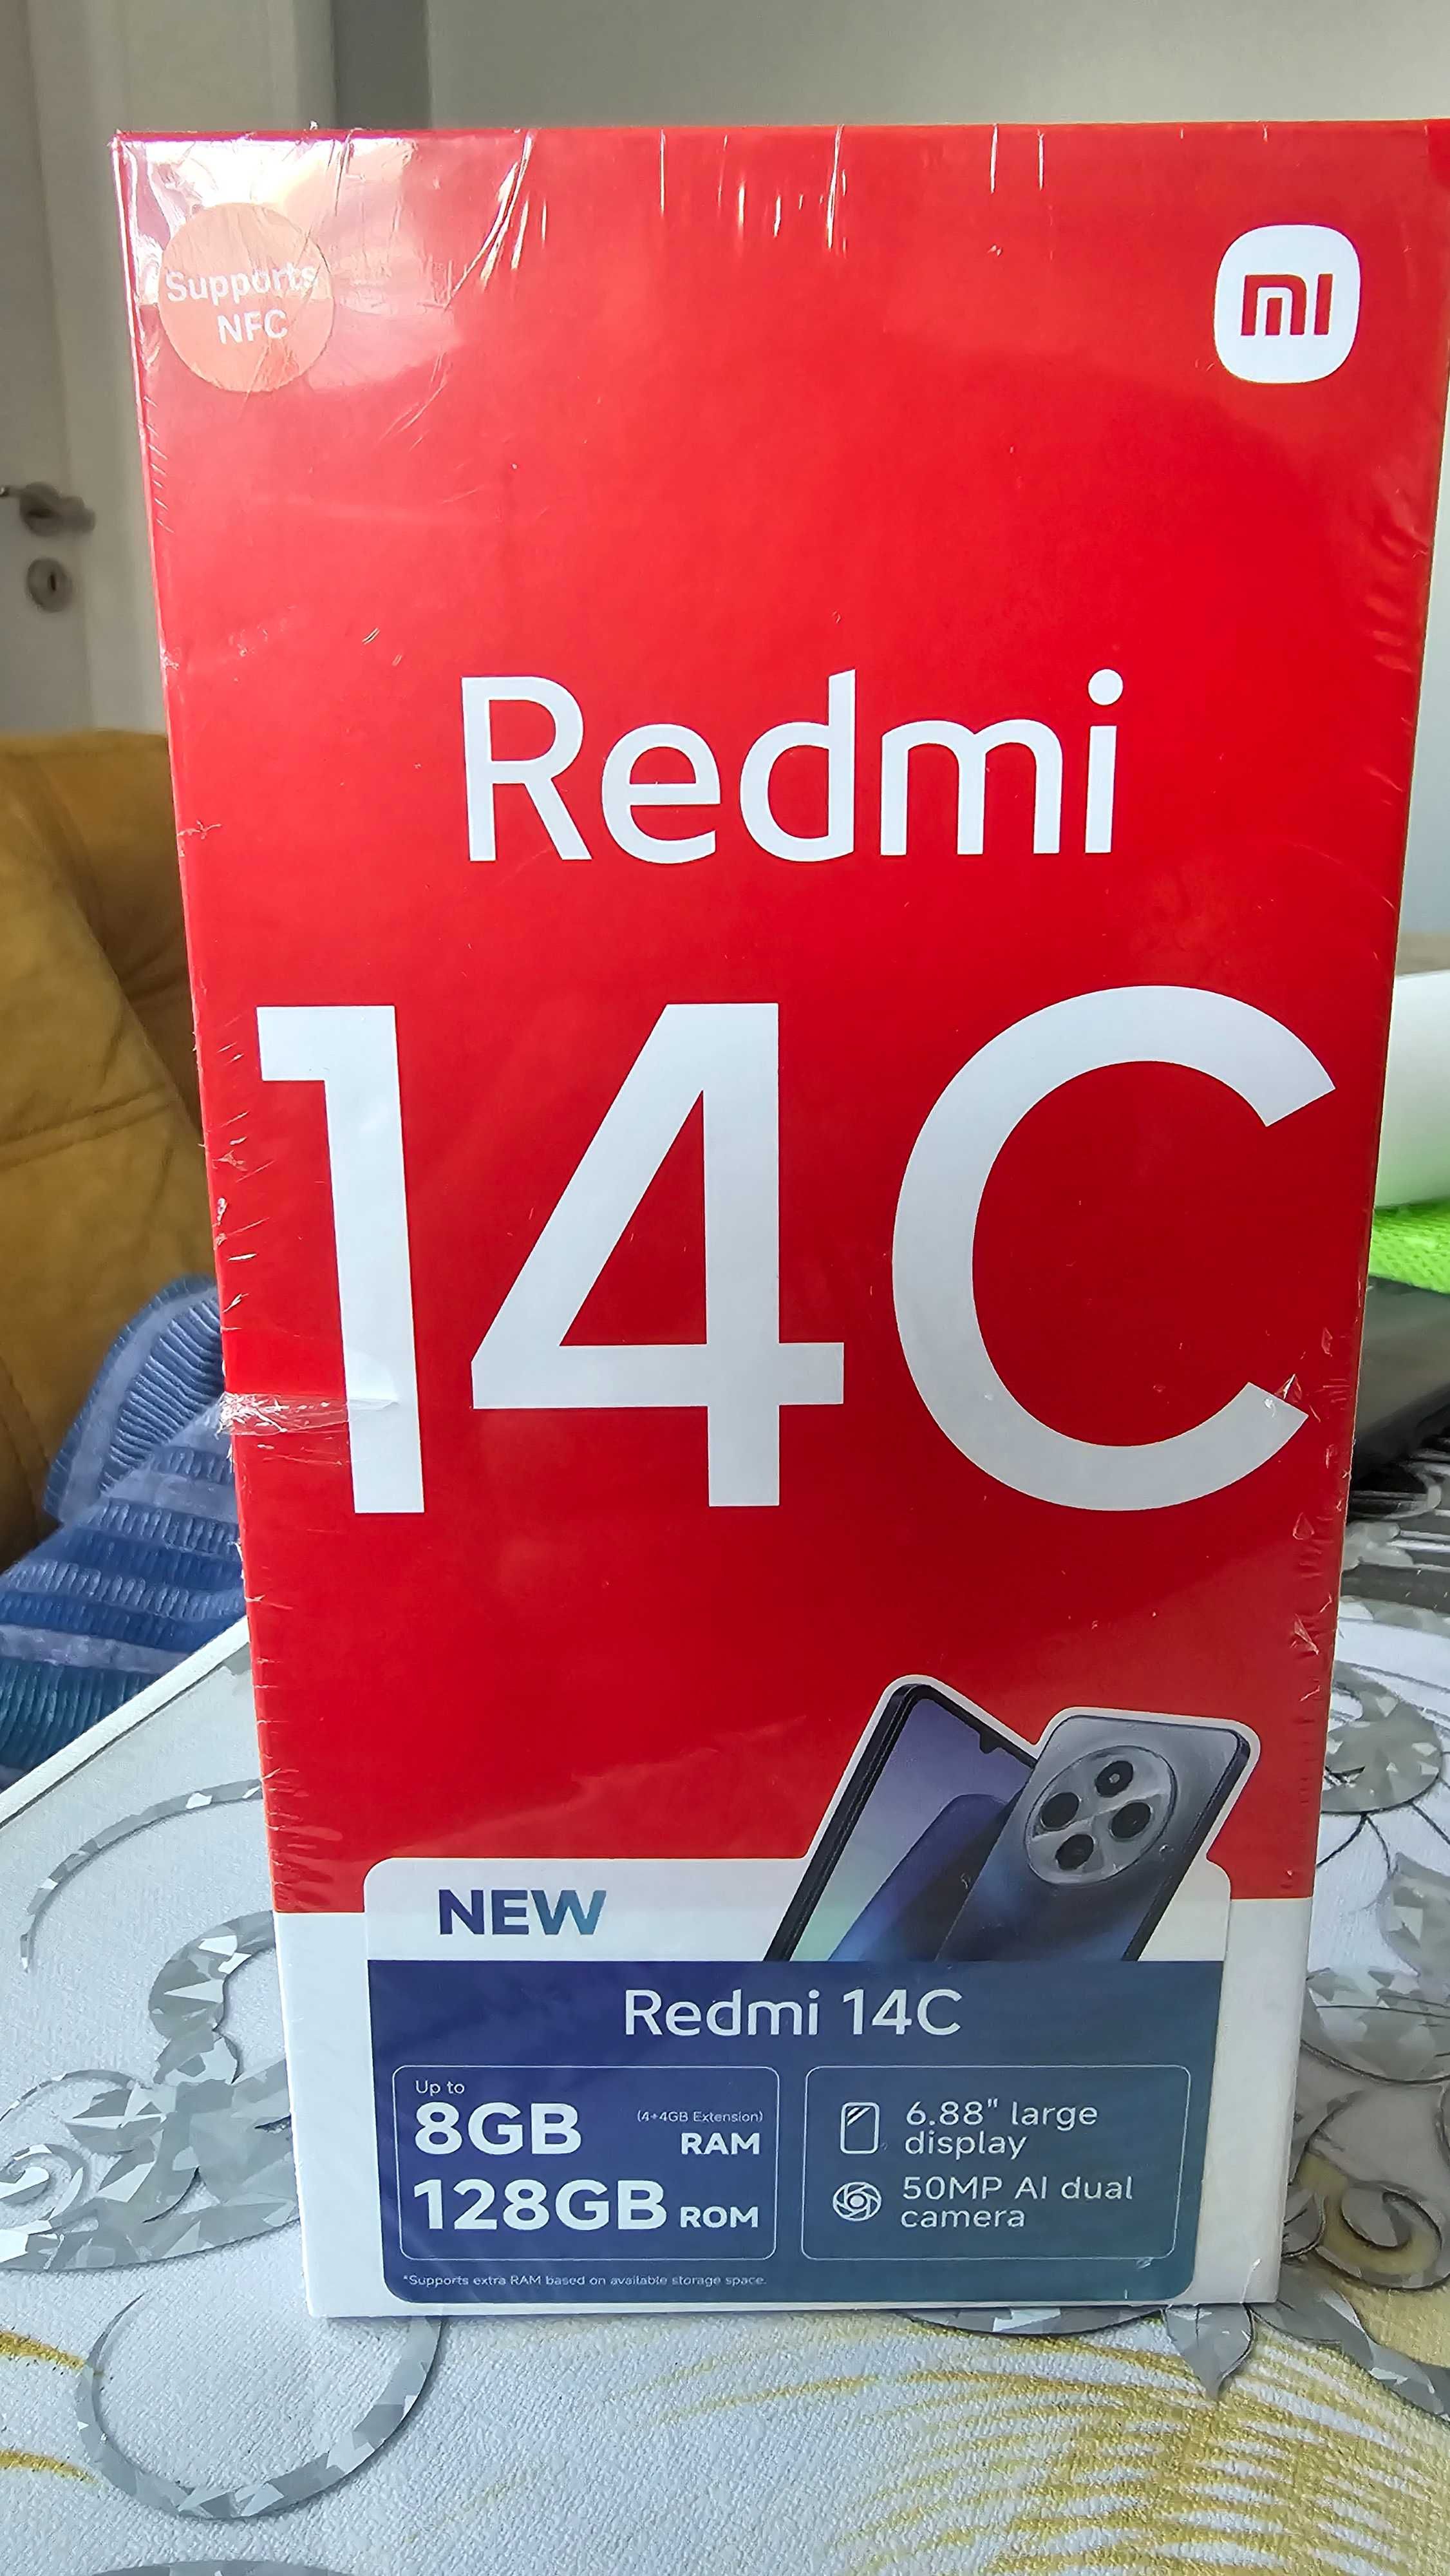 Supports
NFC
mi
Redmi
14C
NEW
Redmi 14C
Up to
8GB (4+4GB Extension) RAM
128GB ROM
6.88" large
display
50MP AI dual
camera
*Supports extra RAM based on available storage space.